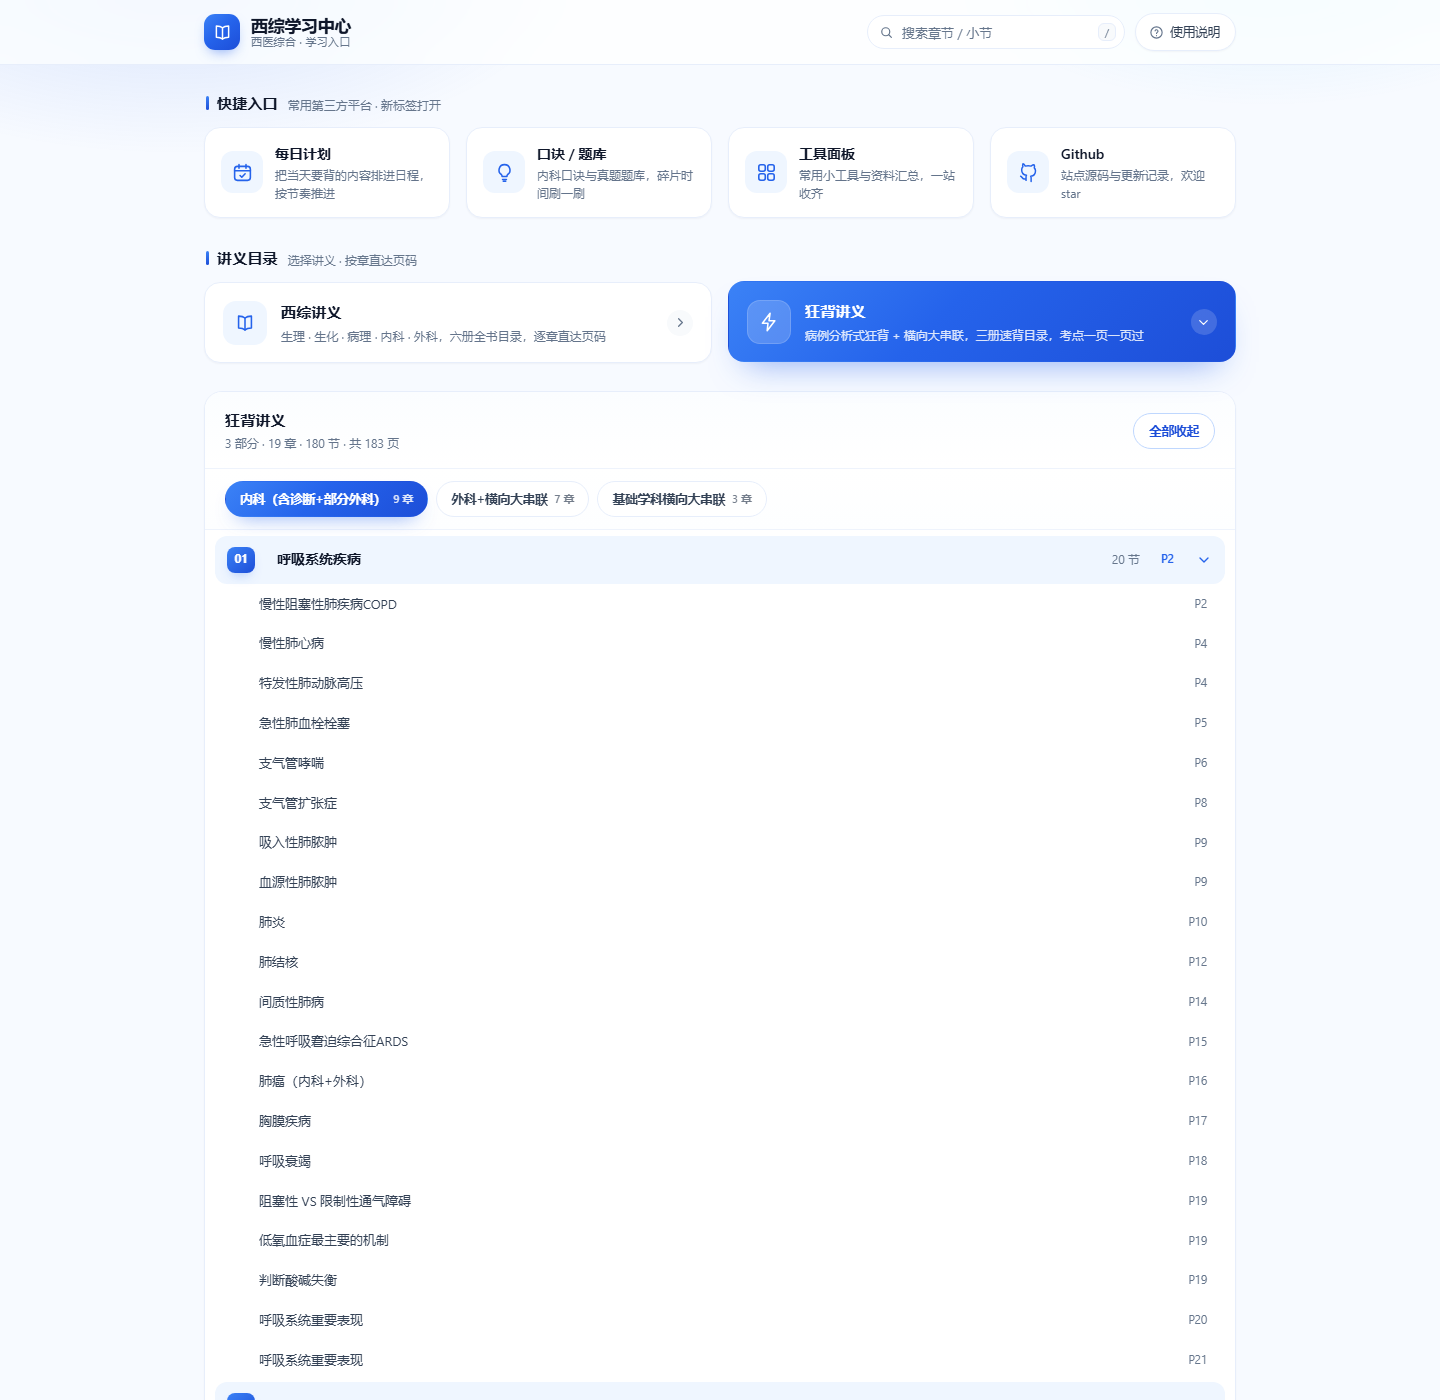 西综学习中心
西医综合 · 学习入口
搜索章节 / 小节
/
使用说明
快捷入口 常用第三方平台 · 新标签打开
每日计划
把当天要背的内容排进日程，
按节奏推进
口诀 / 题库
内科口诀与真题题库，碎片时
间刷一刷
工具面板
常用小工具与资料汇总，一站
收齐
Github
站点源码与更新记录，欢迎
star
讲义目录 选择讲义 · 按章直达页码
西综讲义
生理 · 生化 · 病理 · 内科 · 外科，六册全书目录，逐章直达页码
狂背讲义
病例分析式狂背 + 横向大串联，三册速背目录，考点一页一页过
狂背讲义
3 部分 · 19 章 · 180 节 · 共 183 页
全部收起
内科（含诊断+部分外科） 9 章
外科+横向大串联 7 章
基础学科横向大串联 3 章
01 呼吸系统疾病 20 节 P2
慢性阻塞性肺疾病COPD P2
慢性肺心病 P4
特发性肺动脉高压 P4
急性肺血栓栓塞 P5
支气管哮喘 P6
支气管扩张症 P8
吸入性肺脓肿 P9
血源性肺脓肿 P9
肺炎 P10
肺结核 P12
间质性肺病 P14
急性呼吸窘迫综合征ARDS P15
肺癌（内科+外科） P16
胸膜疾病 P17
呼吸衰竭 P18
阻塞性 VS 限制性通气障碍 P19
低氧血症最主要的机制 P19
判断酸碱失衡 P19
呼吸系统重要表现 P20
呼吸系统重要表现 P21